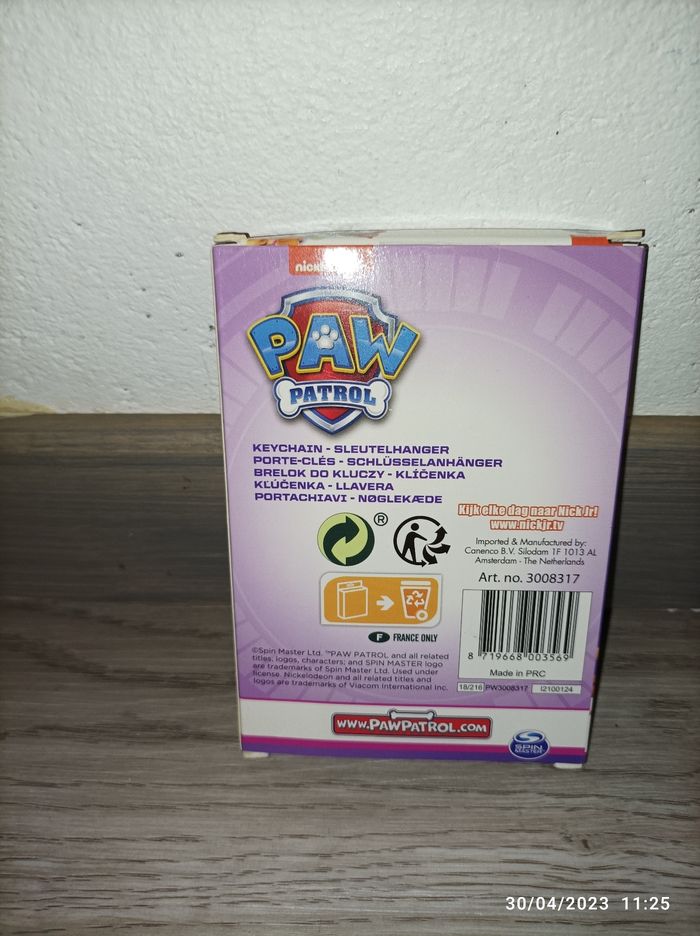 PAW
PATROL
KEYCHAIN - SLEUTELHANGER
PORTE-CLÉS - SCHLÜSSELANHÄNGER
BRELOK DO KLUCZY - KLÍČENKA
KĽÚČENKA - LLAVERA
PORTACHIAVI - NØGLEKÆDE
Kijk elke dag naar Nick Jr!
www.nickjr.tv
®
Imported & Manufactured by:
Canenco B.V. Silodam 1F 1013 AL
Amsterdam - The Netherlands
Art. no. 3008317
F FRANCE ONLY
8 719668 003569
©Spin Master Ltd. ™PAW PATROL and all related
titles, logos, characters; and SPIN MASTER logo
are trademarks of Spin Master Ltd. Used under
license. Nickelodeon and all related titles and
logos are trademarks of Viacom International Inc.
Made in PRC
18/216 PW3008317 I2100124
WWW.PAWPATROL.COM
SPIN
MASTER
30/04/2023 11:25